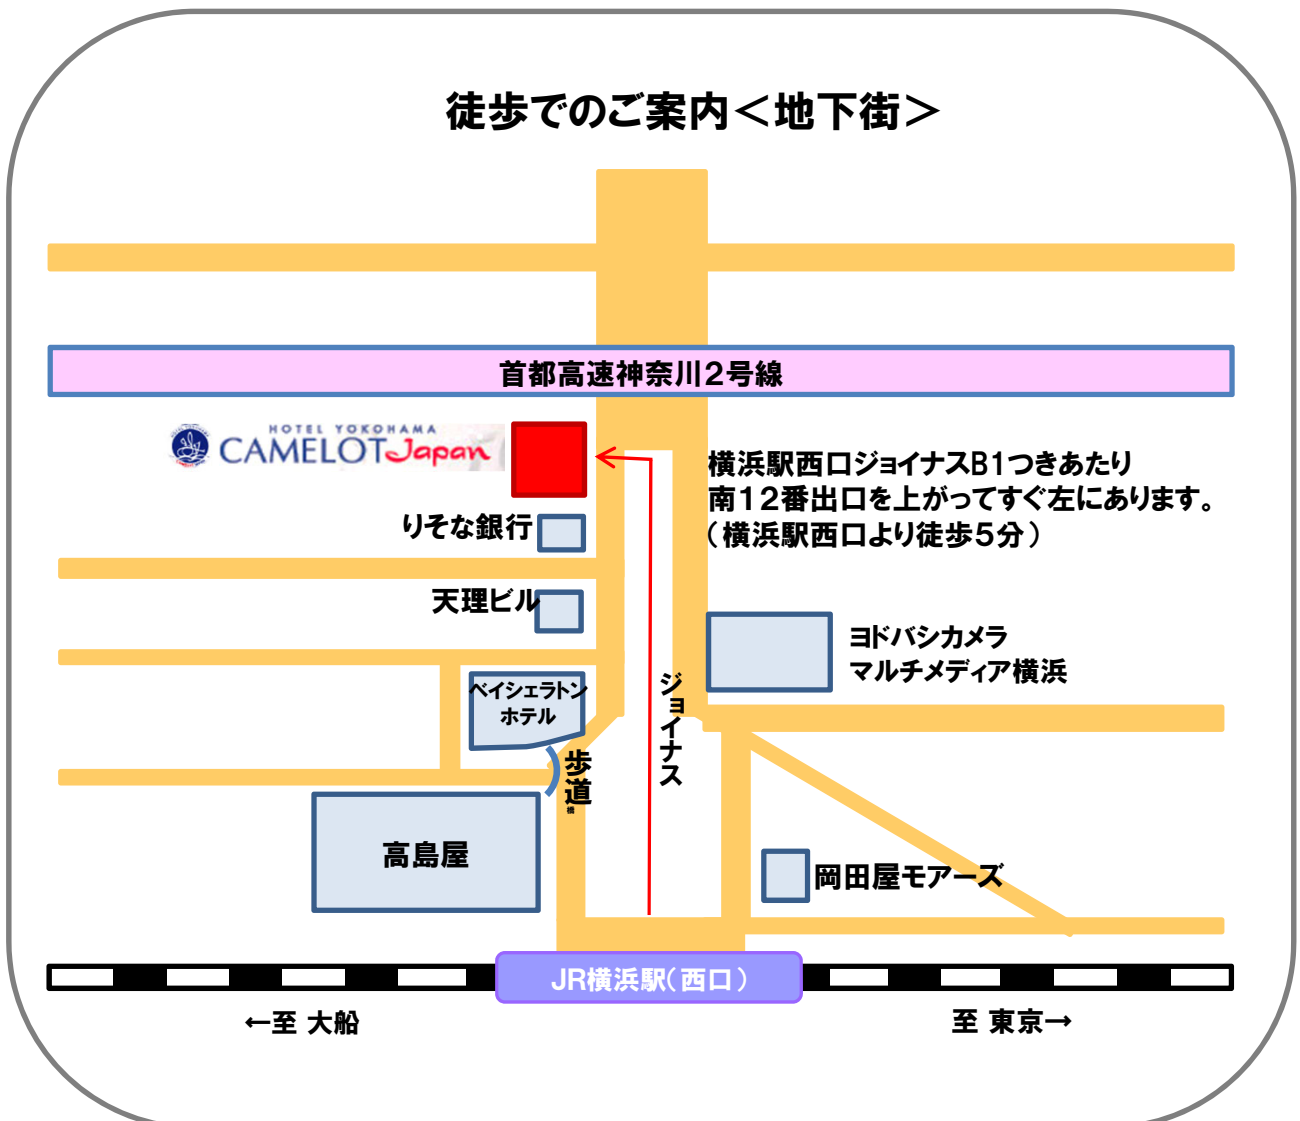 徒歩でのご案内＜地下街＞
首都高速神奈川2号線
HOTEL YOKOHAMA
CAMELOT Japan
横浜駅西口ジョイナスB1つきあたり
南12番出口を上がってすぐ左にあります。
（横浜駅西口より徒歩5分）
りそな銀行
天理ビル
ヨドバシカメラ
マルチメディア横浜
ベイシェラトン
ホテル
ジョイナス
歩道橋
高島屋
岡田屋モアーズ
JR横浜駅（西口）
←至 大船
至 東京→